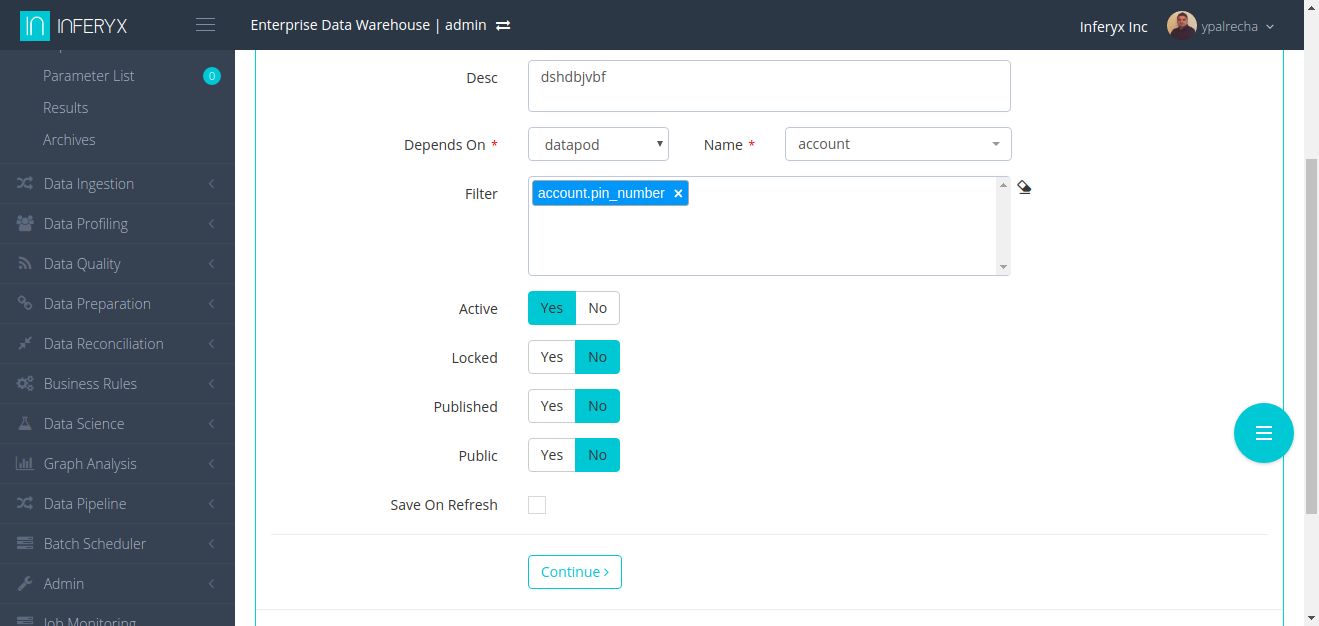 INFERYX
Enterprise Data Warehouse | admin
Inferyx Inc
ypalrecha
Parameter List
0
Results
Archives
Data Ingestion
Data Profiling
Data Quality
Data Preparation
Data Reconciliation
Business Rules
Data Science
Graph Analysis
Data Pipeline
Batch Scheduler
Admin
Job Monitoring
Desc
dshdbjvbf
Depends On *
datapod
Name *
account
Filter
account.pin_number ×
Active
Yes No
Locked
Yes No
Published
Yes No
Public
Yes No
Save On Refresh
Continue ›